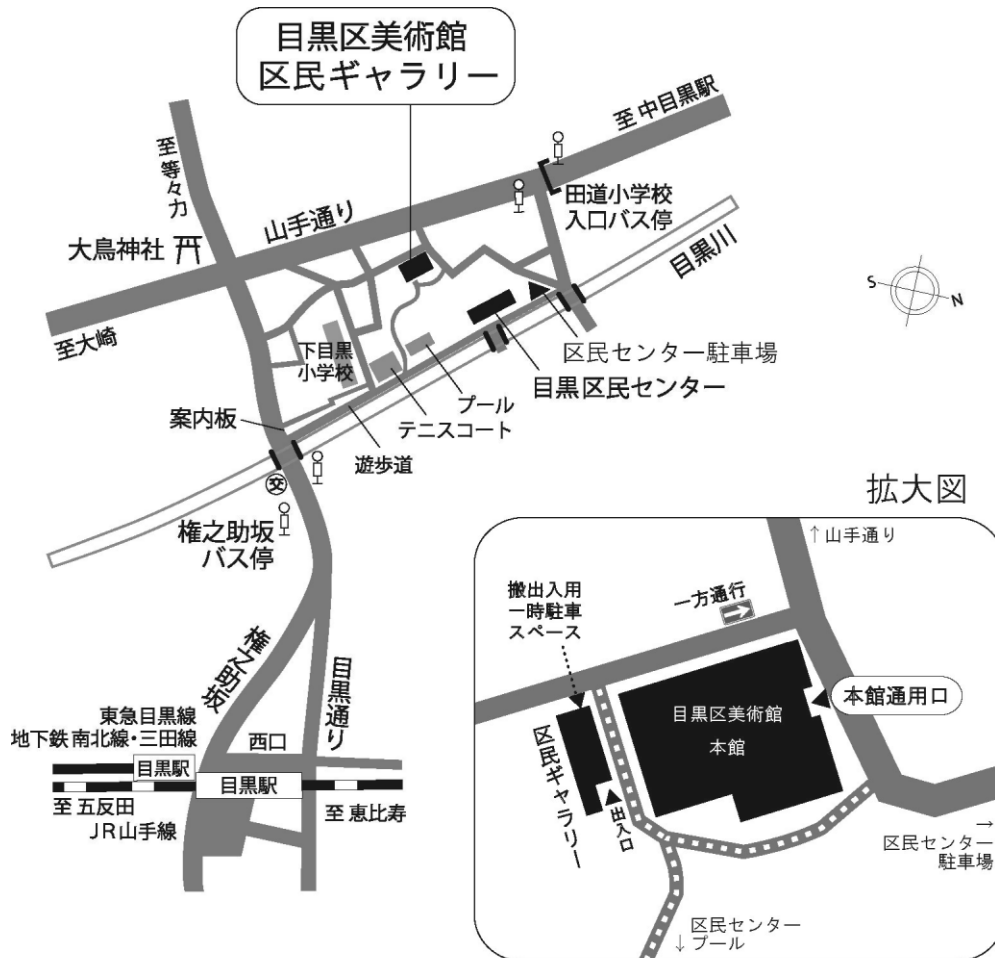 目黒区美術館
区民ギャラリー
至 中目黒駅
至 等々力
山手通り
田道小学校
入口バス停
大鳥神社
目黒川
S
N
至大崎
下目黒
小学校
区民センター駐車場
目黒区民センター
プール
テニスコート
案内板
遊歩道
交
権之助坂
バス停
権之助坂
目黒通り
東急目黒線
地下鉄 南北線・三田線
西口
目黒駅
目黒駅
至 五反田
至 恵比寿
JR山手線
拡大図
↑山手通り
搬出入用
一時駐車
スペース
一方通行
→
目黒区美術館
本館
本館通用口
区民ギャラリー
出入口
→
区民センター
駐車場
区民センター
↓プール